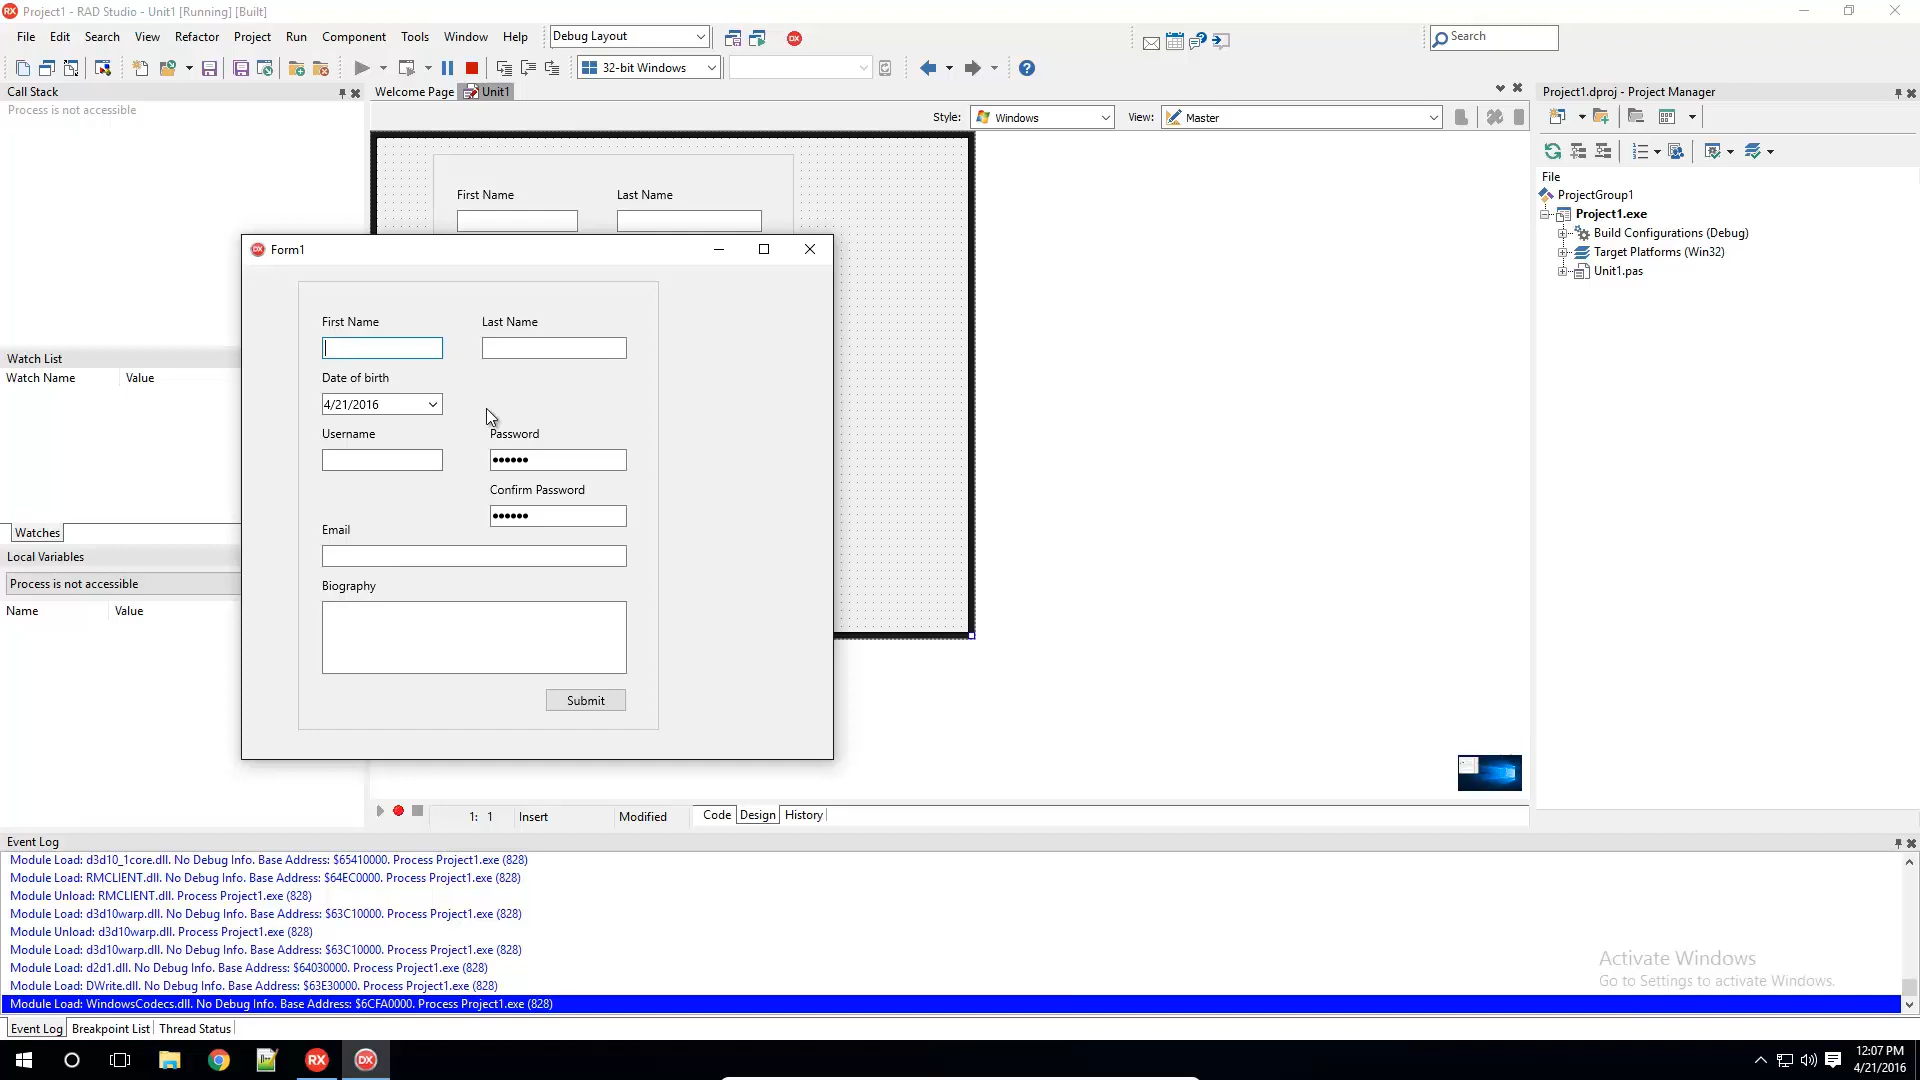 Project1 - RAD Studio - Unit1 [Running] [Built]
File Edit Search View Refactor Project Run Component Tools Window Help Debug Layout Search
32-bit Windows
Call Stack
Process is not accessible
Welcome Page Unit1
Style: Windows View: Master
First Name Last Name
Form1
First Name Last Name
Date of birth
4/21/2016
Username Password
••••••
Confirm Password
••••••
Email
Biography
Submit
Watch List
Watch Name Value
Watches
Local Variables
Process is not accessible
Name Value
1: 1 Insert Modified Code Design History
Project1.dproj - Project Manager
File
ProjectGroup1
Project1.exe
Build Configurations (Debug)
Target Platforms (Win32)
Unit1.pas
Event Log
Module Load: d3d10_1core.dll. No Debug Info. Base Address: $65410000. Process Project1.exe (828)
Module Load: RMCLIENT.dll. No Debug Info. Base Address: $64EC0000. Process Project1.exe (828)
Module Unload: RMCLIENT.dll. Process Project1.exe (828)
Module Load: d3d10warp.dll. No Debug Info. Base Address: $63C10000. Process Project1.exe (828)
Module Unload: d3d10warp.dll. Process Project1.exe (828)
Module Load: d3d10warp.dll. No Debug Info. Base Address: $63C10000. Process Project1.exe (828)
Module Load: d2d1.dll. No Debug Info. Base Address: $64030000. Process Project1.exe (828)
Module Load: DWrite.dll. No Debug Info. Base Address: $63E30000. Process Project1.exe (828)
Module Load: WindowsCodecs.dll. No Debug Info. Base Address: $6CFA0000. Process Project1.exe (828)
Event Log Breakpoint List Thread Status
Activate Windows
Go to Settings to activate Windows.
RX DX
12:07 PM
4/21/2016